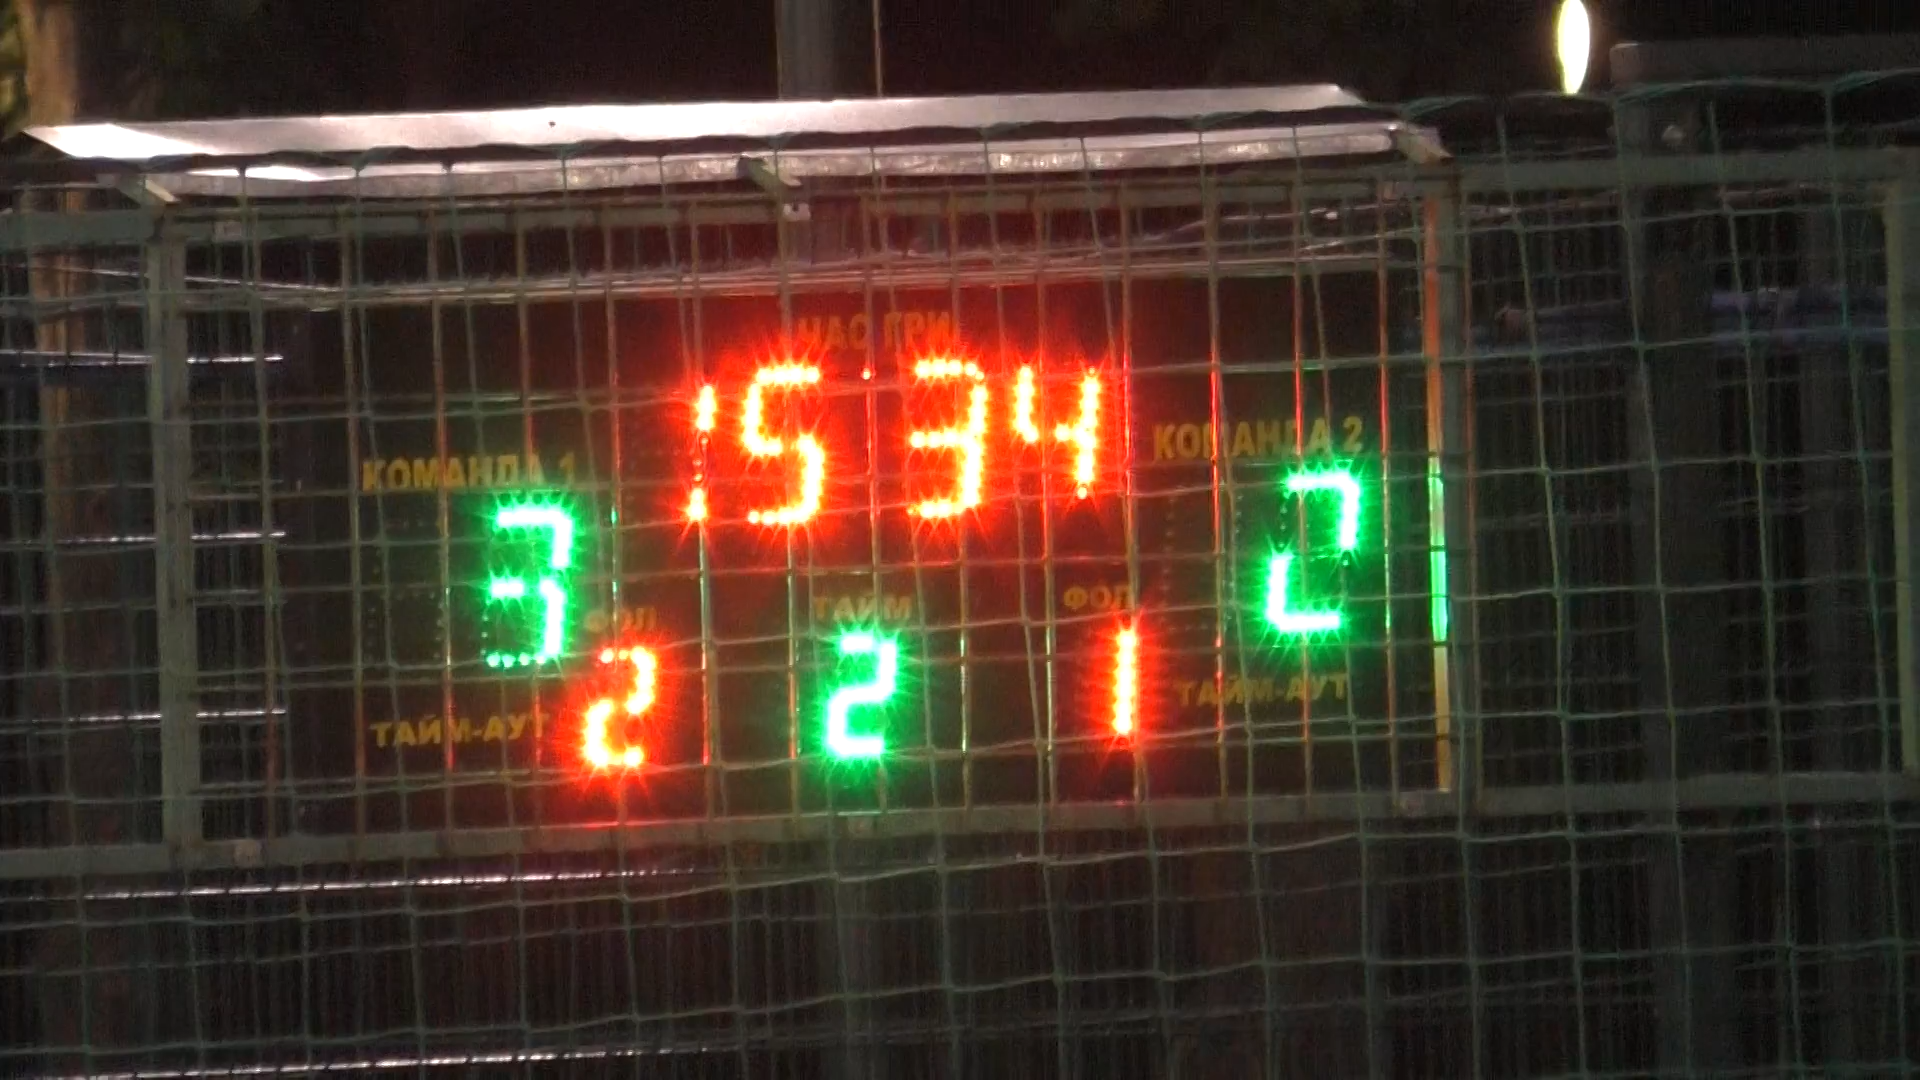 ЧАС ГРИ
15 34
КОМАНДА 1
КОМАНДА 2
3
2
ФОЛ
ТАЙМ
ФОЛ
2
2
1
ТАЙМ-АУТ
ТАЙМ-АУТ